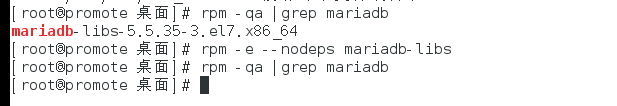 [root@promote 桌面]# rpm -qa |grep mariadb
mariadb-libs-5.5.35-3.el7.x86_64
[root@promote 桌面]# rpm -e --nodeps mariadb-libs
[root@promote 桌面]# rpm -qa |grep mariadb
[root@promote 桌面]#